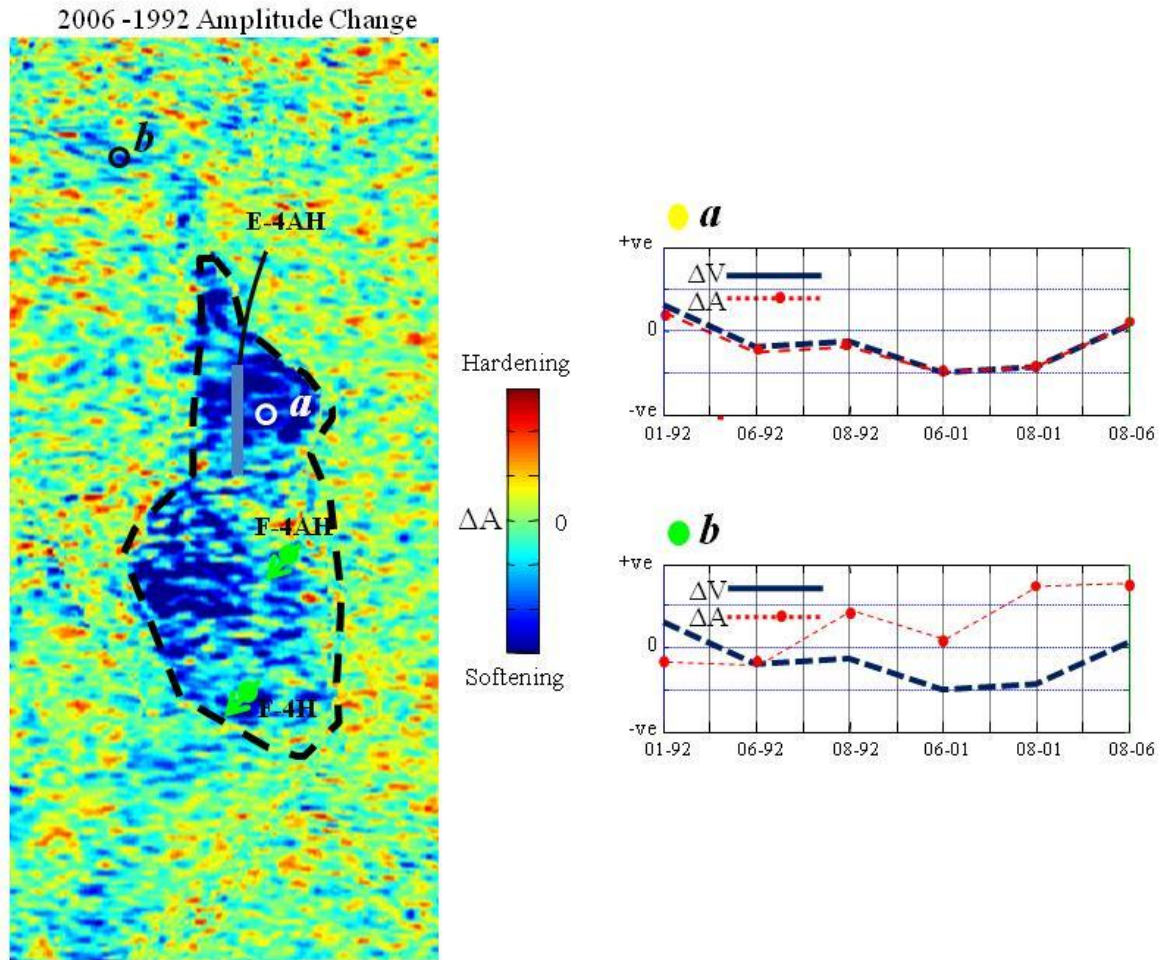 2006 -1992 Amplitude Change
b
E-4AH
a
F-4AH
F-4H
Hardening
ΔA
0
Softening
a
+ve
ΔV
ΔA
0
-ve
01-92 06-92 08-92 06-01 08-01 08-06
b
+ve
ΔV
ΔA
0
-ve
01-92 06-92 08-92 06-01 08-01 08-06